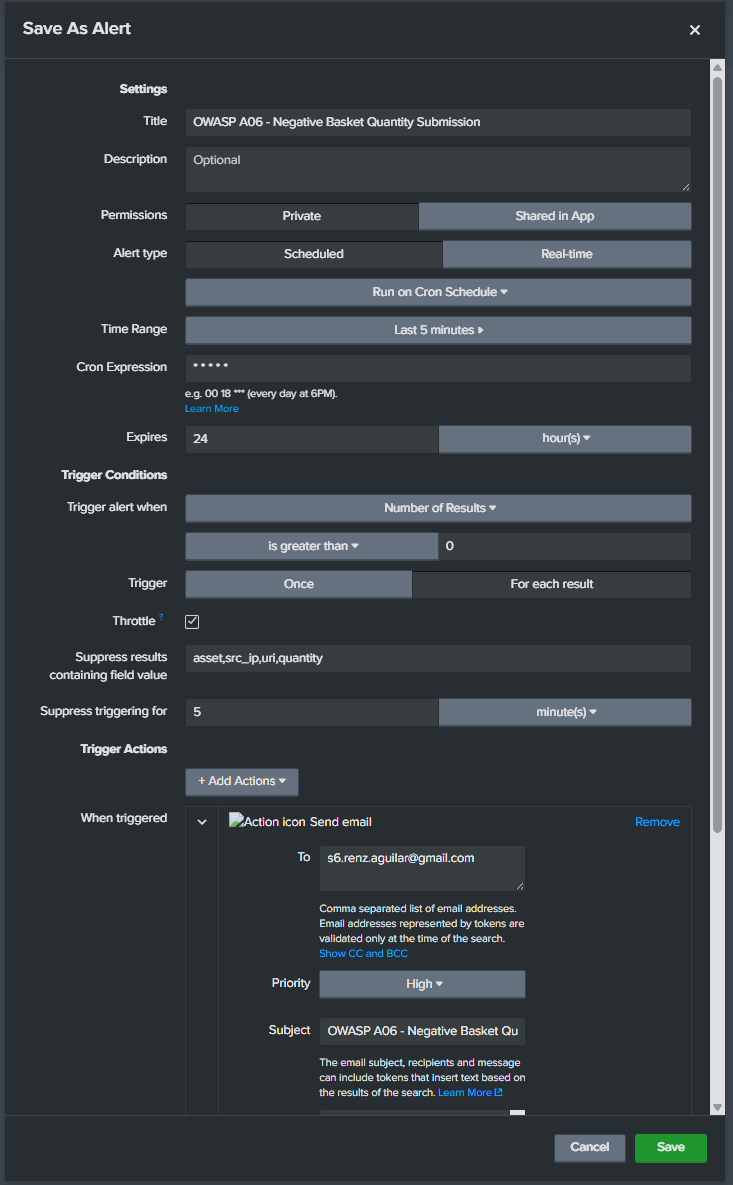 Save As Alert
×
Settings
Title
OWASP A06 - Negative Basket Quantity Submission
Description
Optional
Permissions
Private
Shared in App
Alert type
Scheduled
Real-time
Run on Cron Schedule
Time Range
Last 5 minutes
Cron Expression
* * * * *
e.g. 00 18 *** (every day at 6PM).
Learn More
Expires
24
hour(s)
Trigger Conditions
Trigger alert when
Number of Results
is greater than
0
Trigger
Once
For each result
Throttle ?
Suppress results
containing field value
asset,src_ip,uri,quantity
Suppress triggering for
5
minute(s)
Trigger Actions
+ Add Actions
When triggered
Action icon Send email
Remove
To
s6.renz.aguilar@gmail.com
Comma separated list of email addresses.
Email addresses represented by tokens are
validated only at the time of the search.
Show CC and BCC
Priority
High
Subject
OWASP A06 - Negative Basket Qu
The email subject, recipients and message
can include tokens that insert text based on
the results of the search. Learn More
Cancel
Save